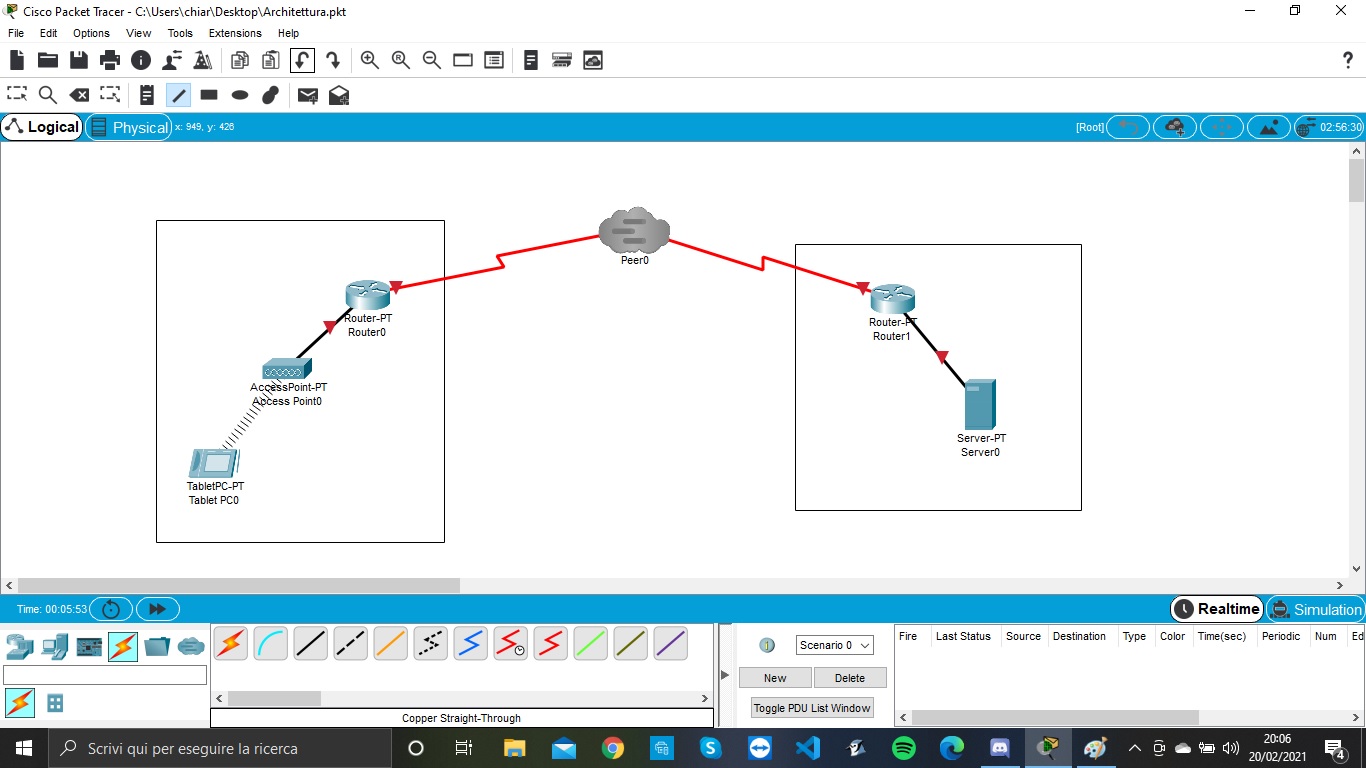 Cisco Packet Tracer - C:\Users\chiar\Desktop\Architettura.pkt
File Edit Options View Tools Extensions Help
Logical Physical x: 949, y: 426 [Root] 02:56:30
Peer0
Router-PT
Router0
Router-PT
Router1
AccessPoint-PT
Access Point0
Server-PT
Server0
TabletPC-PT
Tablet PC0
Time: 00:05:53 Realtime Simulation
Scenario 0
Fire Last Status Source Destination Type Color Time(sec) Periodic Num Ed
New Delete
Toggle PDU List Window
Copper Straight-Through
Scrivi qui per eseguire la ricerca
20:06
20/02/2021
4